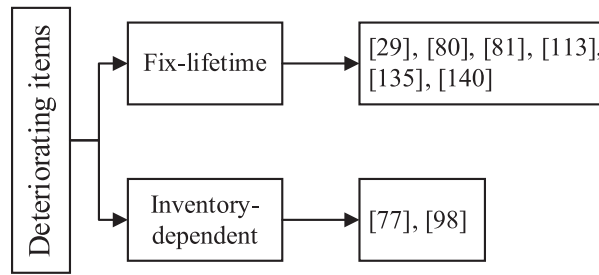 Deteriorating items
Fix-lifetime
[29], [80], [81], [113],
[135], [140]
Inventory-
dependent
[77], [98]